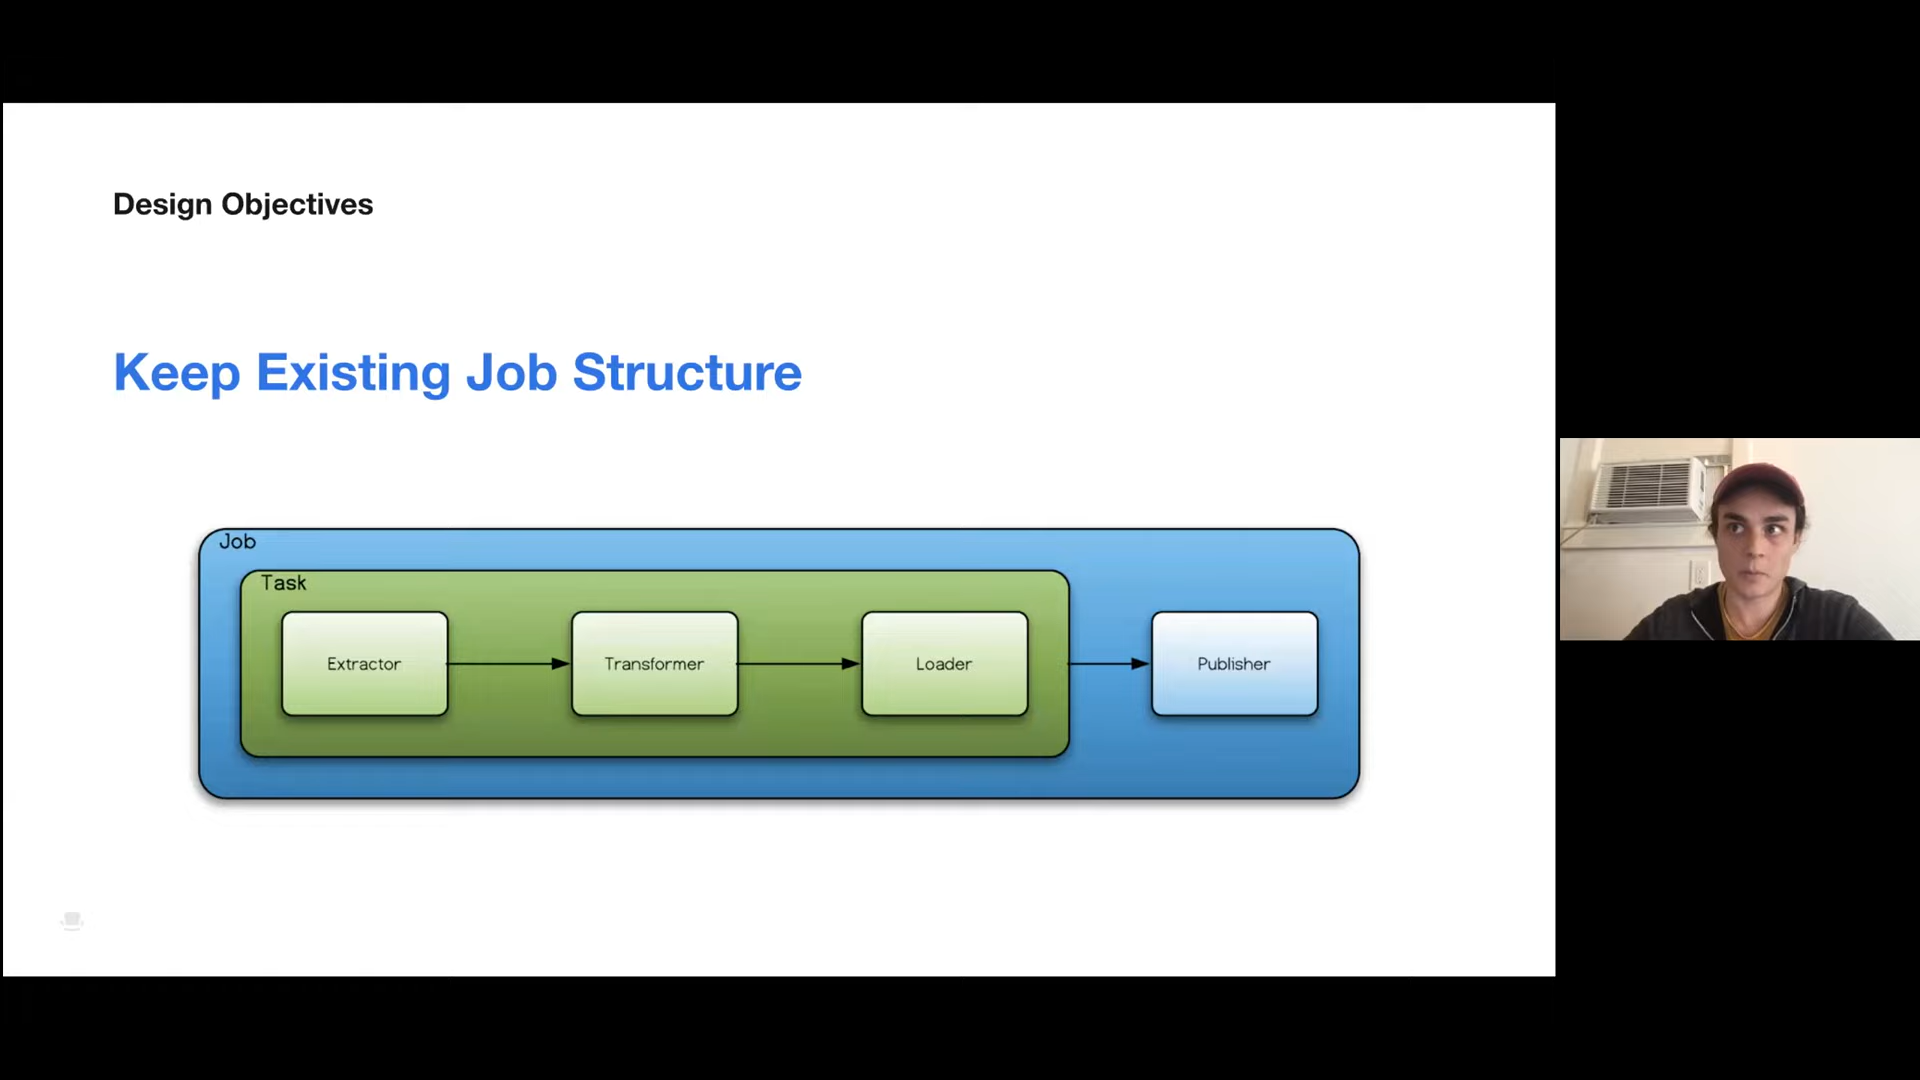 Design Objectives
Keep Existing Job Structure
Job
Task
Extractor
Transformer
Loader
Publisher